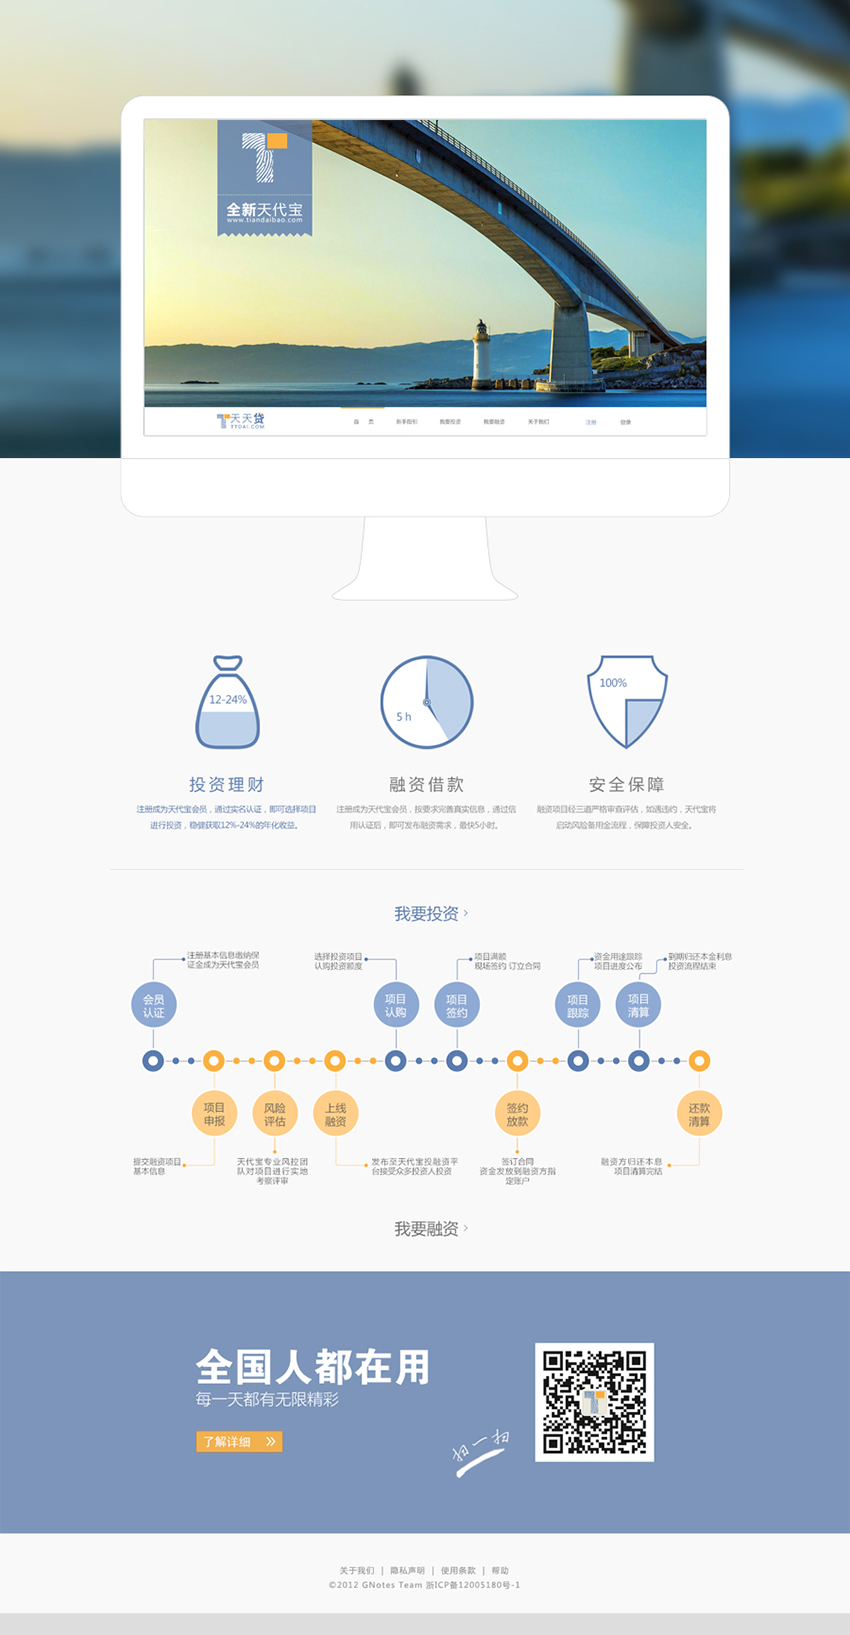 全新天代宝
www.tiandaibao.com
天天贷
TTDAI.COM
首 页 新手指引 我要投资 我要融资 关于我们 注册 登录
12-24%
5 h
100%
投资理财
注册成为天代宝会员，通过实名认证，即可选择项目
进行投资，稳健获取12%-24%的年化收益。
融资借款
注册成为天代宝会员，按要求完善真实信息，通过信
用认证后，即可发布融资需求，最快5小时。
安全保障
融资项目经三道严格审查评估，如遇违约，天代宝将
启动风险备用金流程，保障投资人安全。
我要投资 >
注册基本信息缴纳保
证金成为天代宝会员
选择投资项目
认购投资额度
项目满额
现场签约 订立合同
资金用途跟踪
项目进度公布
到期归还本金利息
投资流程结束
会员
认证
项目
认购
项目
签约
项目
跟踪
项目
清算
项目
申报
风险
评估
上线
融资
签约
放款
还款
清算
提交融资项目
基本信息
天代宝专业风控团
队对项目进行实地
考察评审
发布至天代宝投融资平
台接受众多投资人投资
签订合同
资金发放到融资方指
定账户
融资方归还本息
项目清算完结
我要融资 >
全国人都在用
每一天都有无限精彩
了解详细 »
扫一扫
关于我们 | 隐私声明 | 使用条款 | 帮助
©2012 GNotes Team 浙ICP备12005180号-1